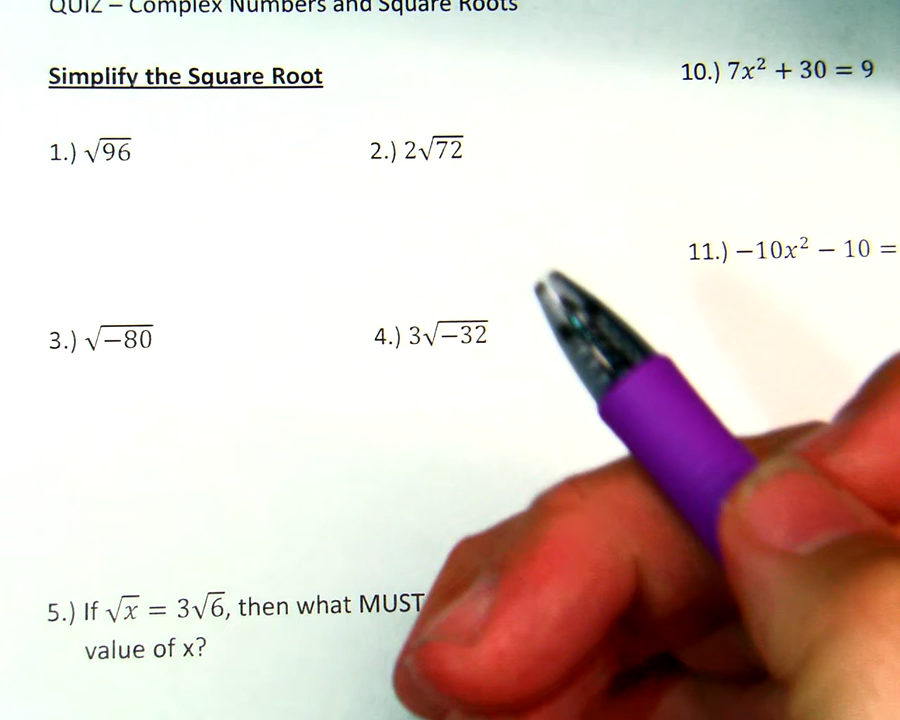 QUIZ – Complex Numbers and Square Roots
Simplify the Square Root
1.) √96
2.) 2√72
3.) √−80
4.) 3√−32
5.) If √x = 3√6, then what MUST
value of x?
10.) 7x² + 30 = 9
11.) −10x² − 10 =